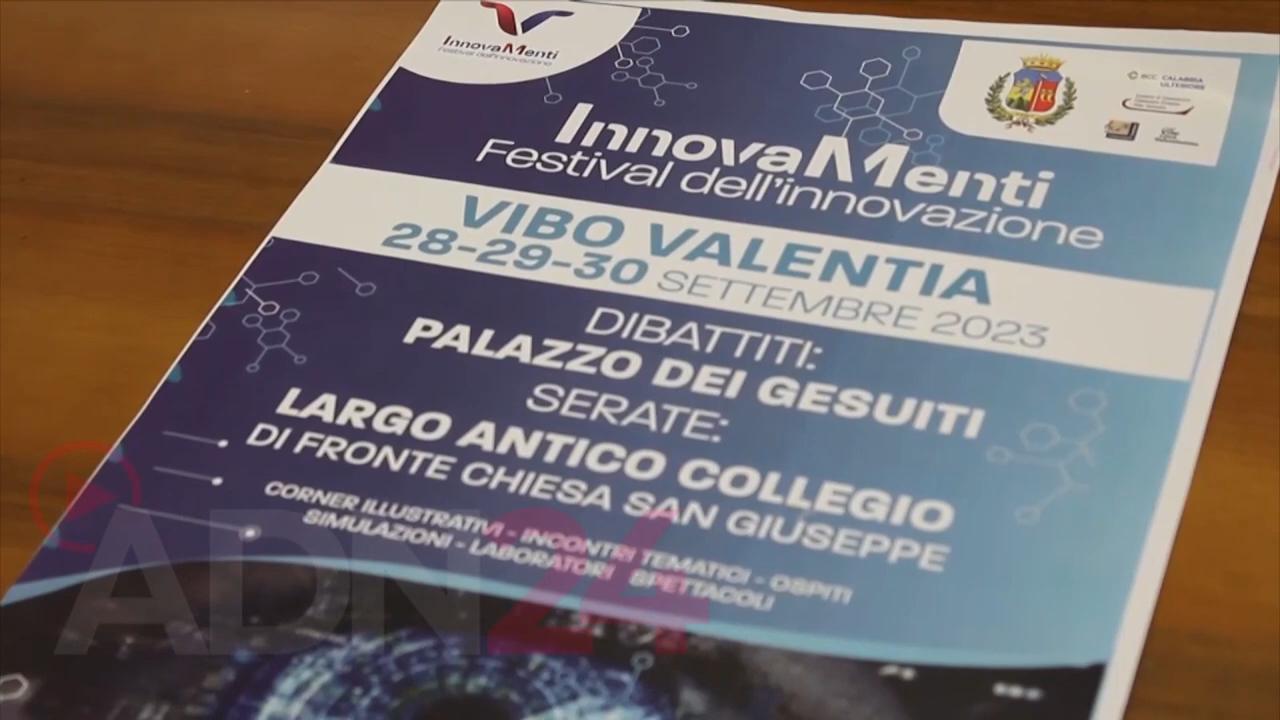 InnovaMenti
Festival dell'innovazione
BCC CALABRIA
ULTERIORE
InnovaMenti
Festival dell'innovazione
VIBO VALENTIA
28-29-30 SETTEMBRE 2023
DIBATTITI:
PALAZZO DEI GESUITI
SERATE:
LARGO ANTICO COLLEGIO
DI FRONTE CHIESA SAN GIUSEPPE
CORNER ILLUSTRATIVI - INCONTRI TEMATICI - OSPITI
SIMULAZIONI - LABORATORI SPETTACOLI
ADN24